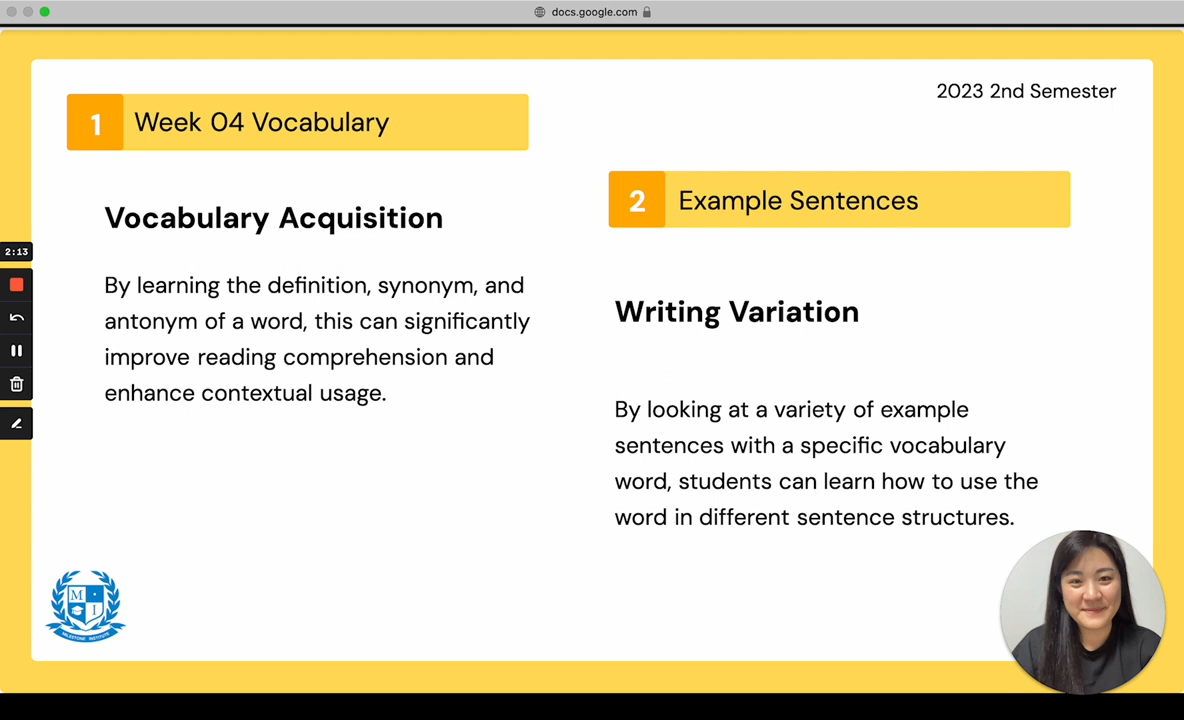 docs.google.com
2023 2nd Semester
1 Week 04 Vocabulary
Vocabulary Acquisition
By learning the definition, synonym, and
antonym of a word, this can significantly
improve reading comprehension and
enhance contextual usage.
2 Example Sentences
Writing Variation
By looking at a variety of example
sentences with a specific vocabulary
word, students can learn how to use the
word in different sentence structures.
2:13
M
I
MILESTONE INSTITUTE